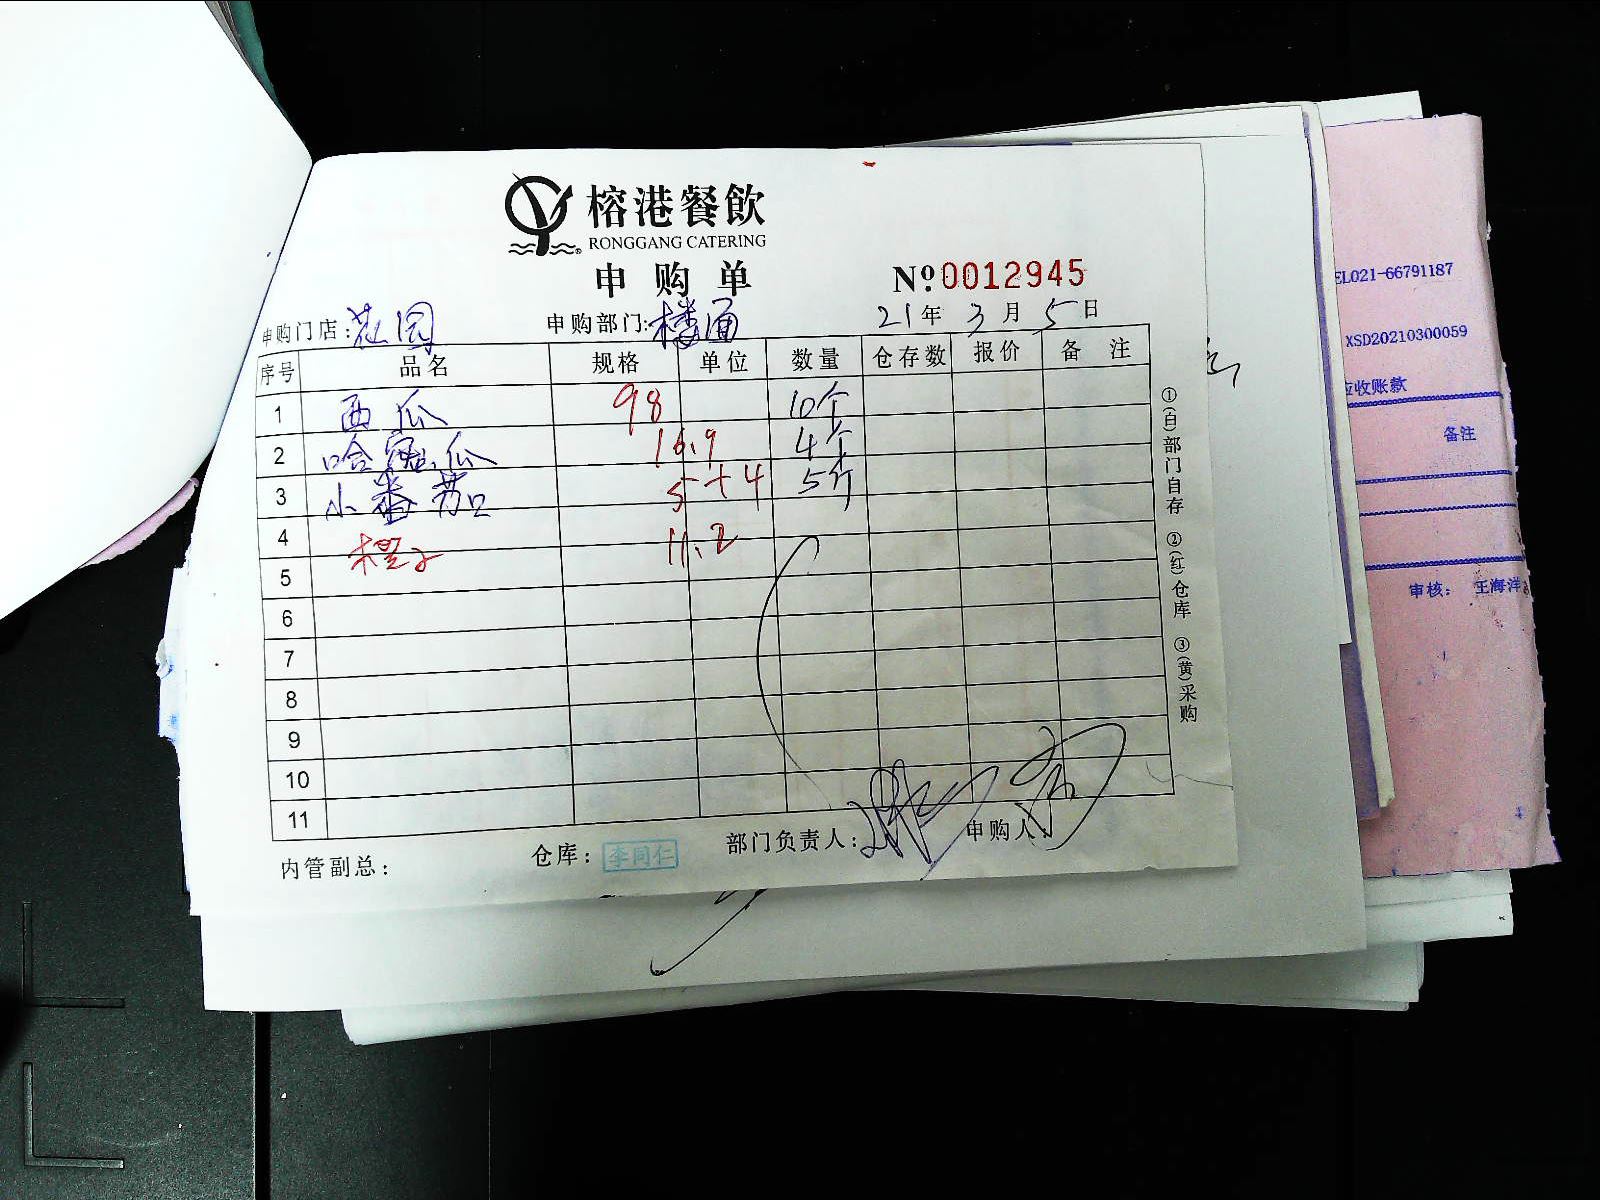 榕港餐飲
RONGGANG CATERING
申购单 №0012945
申购门店:花园 申购部门:楼面 21年3月5日
序号 品名 规格 单位 数量 仓存数 报价 备注
1 西瓜 98 10个
2 哈密瓜 16.9 4个
3 小番茄 5+4 5斤
4 橙子 11.2
5
6
7
8
9
10
11
内管副总: 仓库:李同仁 部门负责人: 申购人:
①(白)部门自存 ②(红)仓库 ③(黄)采购
EL021-66791187
XSD20210300059
应收账款
备注
审核: 王海洋